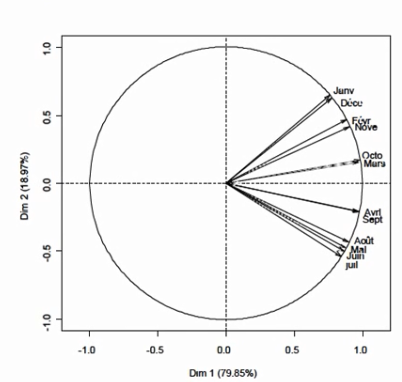 1.0
0.5
0.0
-0.5
-1.0
Dim 2 (18.97%)
Janv
Déce
Févr
Nove
Octo
Mars
Avri
Sept
Août
Mai
Juin
juil
-1.0 -0.5 0.0 0.5 1.0
Dim 1 (79.85%)